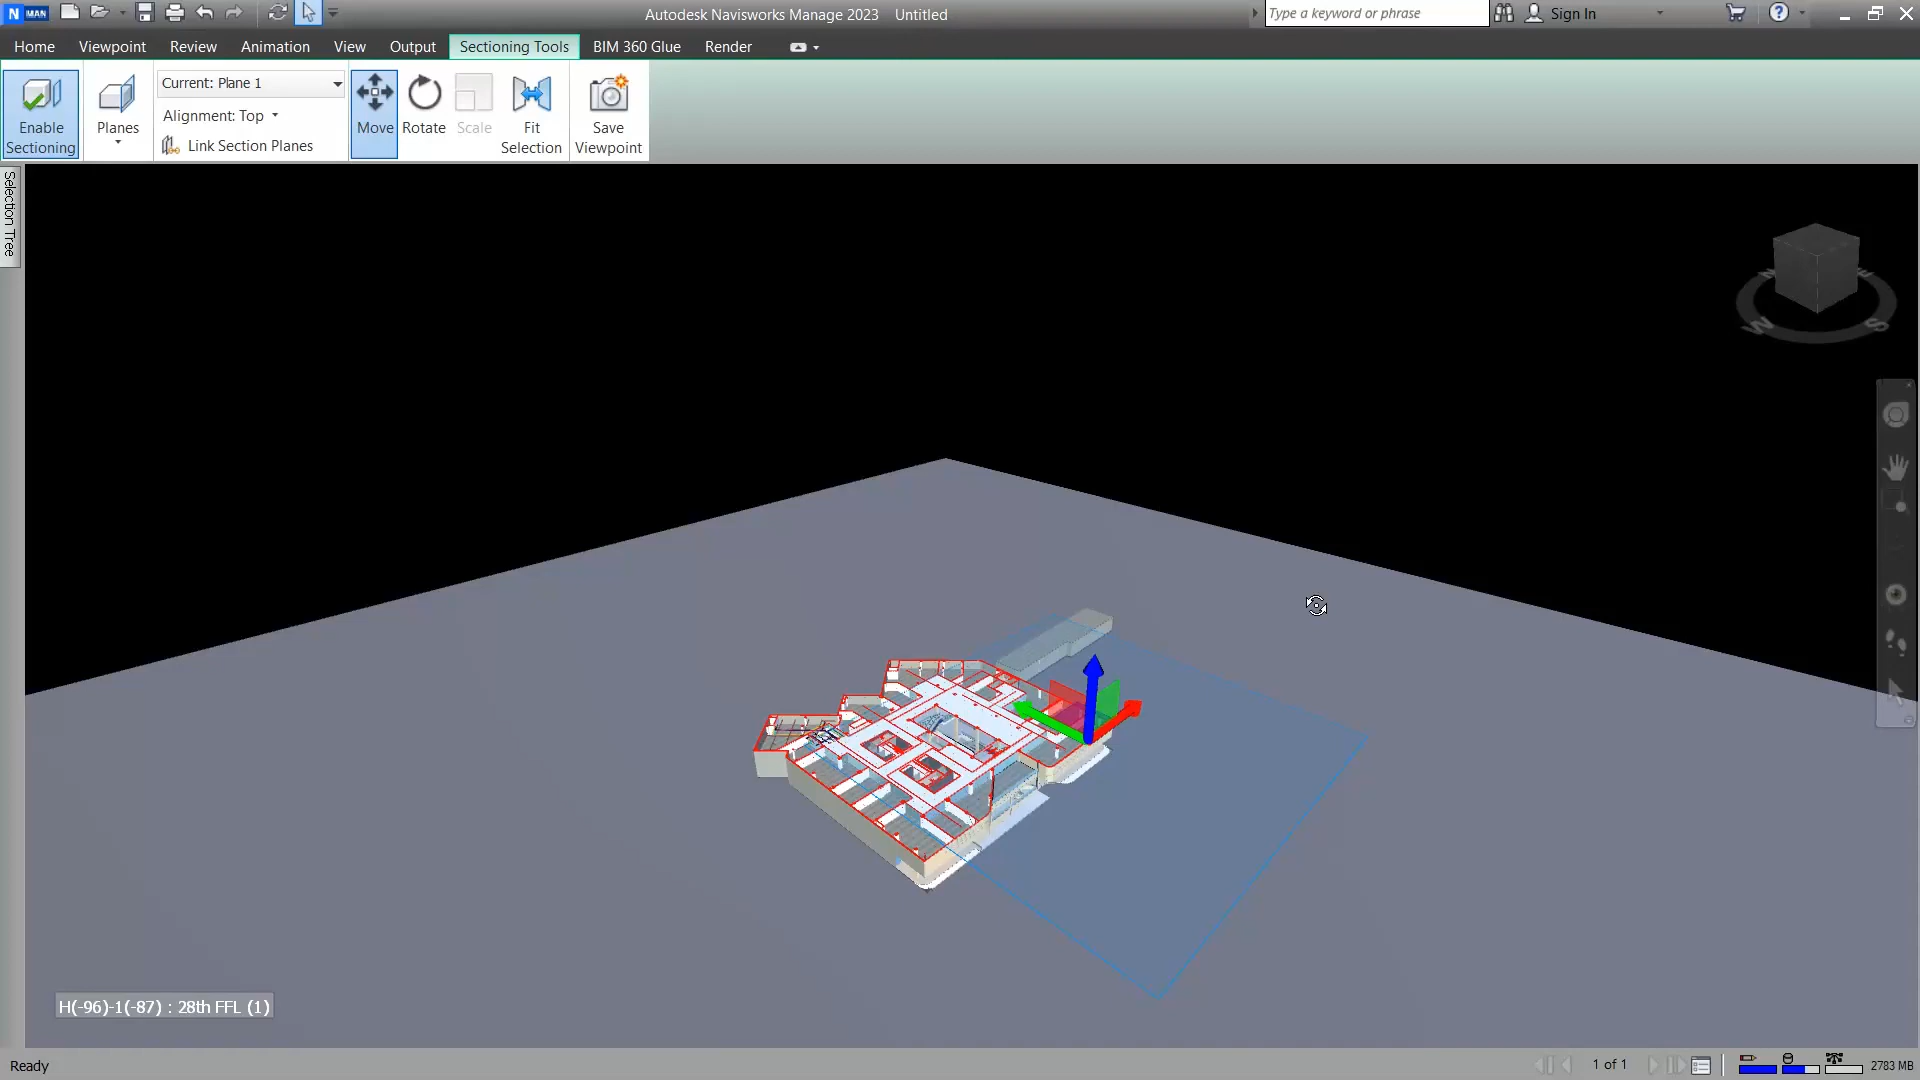 N MAN
Autodesk Navisworks Manage 2023 Untitled
Type a keyword or phrase
Sign In
Home Viewpoint Review Animation View Output Sectioning Tools BIM 360 Glue Render
Enable Sectioning
Planes
Current: Plane 1
Alignment: Top
Link Section Planes
Move
Rotate
Scale
Fit Selection
Save Viewpoint
Selection Tree
W
S
H(-96)-1(-87) : 28th FFL (1)
Ready
1 of 1
2783 MB